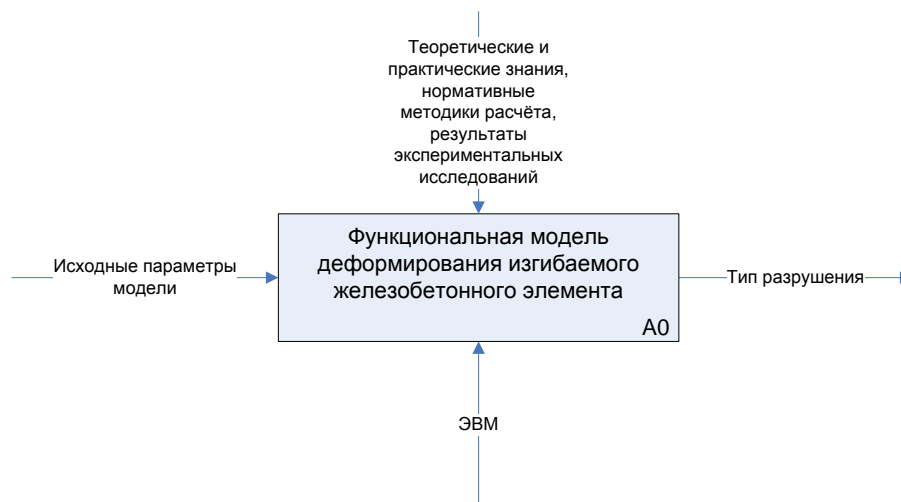 Теоретические и
практические знания,
нормативные
методики расчёта,
результаты
экспериментальных
исследований
Функциональная модель
деформирования изгибаемого
железобетонного элемента
A0
Исходные параметры
модели
Тип разрушения
ЭВМ